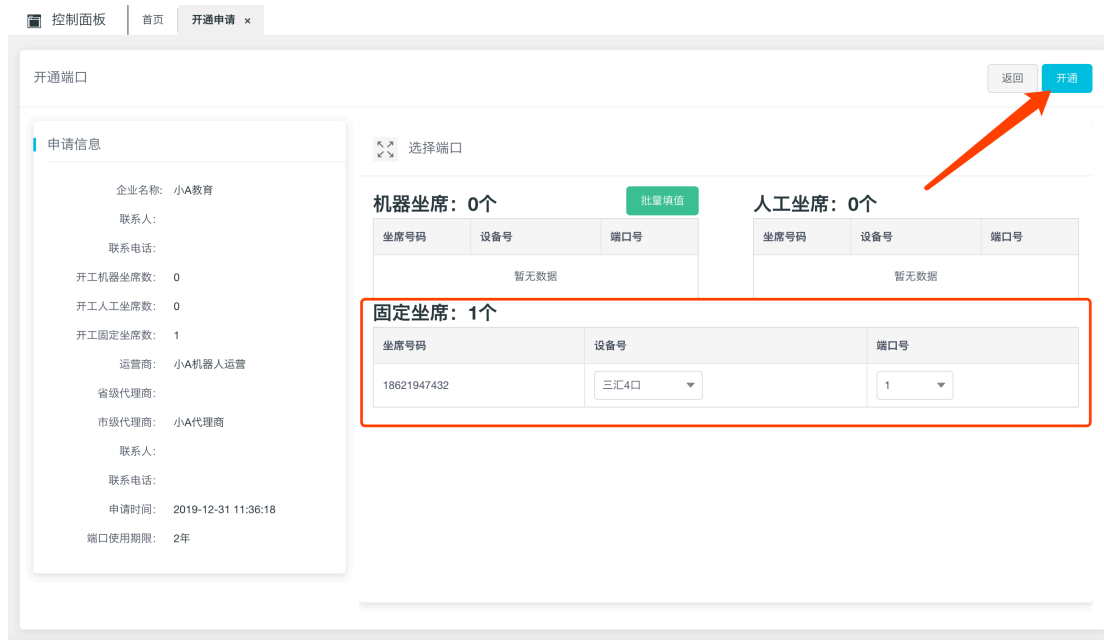 控制面板 首页 开通申请 ×
开通端口 返回 开通
申请信息
企业名称: 小A教育
联系人:
联系电话:
开工机器坐席数: 0
开工人工坐席数: 0
开工固定坐席数: 1
运营商: 小A机器人运营
省级代理商:
市级代理商: 小A代理商
联系人:
联系电话:
申请时间: 2019-12-31 11:36:18
端口使用期限: 2年
选择端口
机器坐席：0个 批量填值
坐席号码 设备号 端口号
暂无数据
人工坐席：0个
坐席号码 设备号 端口号
暂无数据
固定坐席：1个
坐席号码 设备号 端口号
18621947432 三汇4口 1